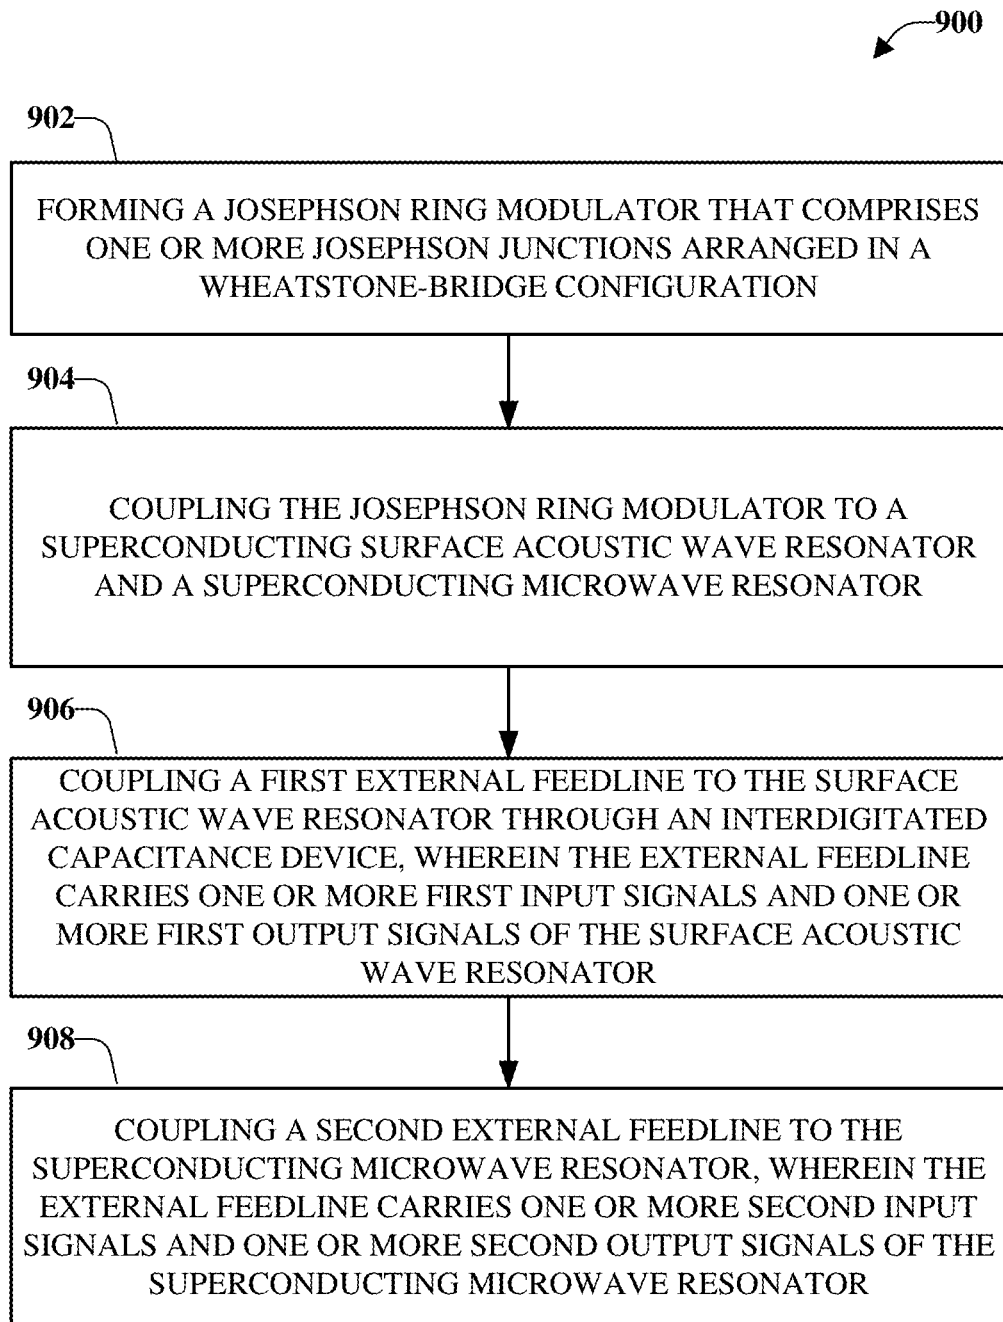 900
902
FORMING A JOSEPHSON RING MODULATOR THAT COMPRISES
ONE OR MORE JOSEPHSON JUNCTIONS ARRANGED IN A
WHEATSTONE-BRIDGE CONFIGURATION
904
COUPLING THE JOSEPHSON RING MODULATOR TO A
SUPERCONDUCTING SURFACE ACOUSTIC WAVE RESONATOR
AND A SUPERCONDUCTING MICROWAVE RESONATOR
906
COUPLING A FIRST EXTERNAL FEEDLINE TO THE SURFACE
ACOUSTIC WAVE RESONATOR THROUGH AN INTERDIGITATED
CAPACITANCE DEVICE, WHEREIN THE EXTERNAL FEEDLINE
CARRIES ONE OR MORE FIRST INPUT SIGNALS AND ONE OR
MORE FIRST OUTPUT SIGNALS OF THE SURFACE ACOUSTIC
WAVE RESONATOR
908
COUPLING A SECOND EXTERNAL FEEDLINE TO THE
SUPERCONDUCTING MICROWAVE RESONATOR, WHEREIN THE
EXTERNAL FEEDLINE CARRIES ONE OR MORE SECOND INPUT
SIGNALS AND ONE OR MORE SECOND OUTPUT SIGNALS OF THE
SUPERCONDUCTING MICROWAVE RESONATOR